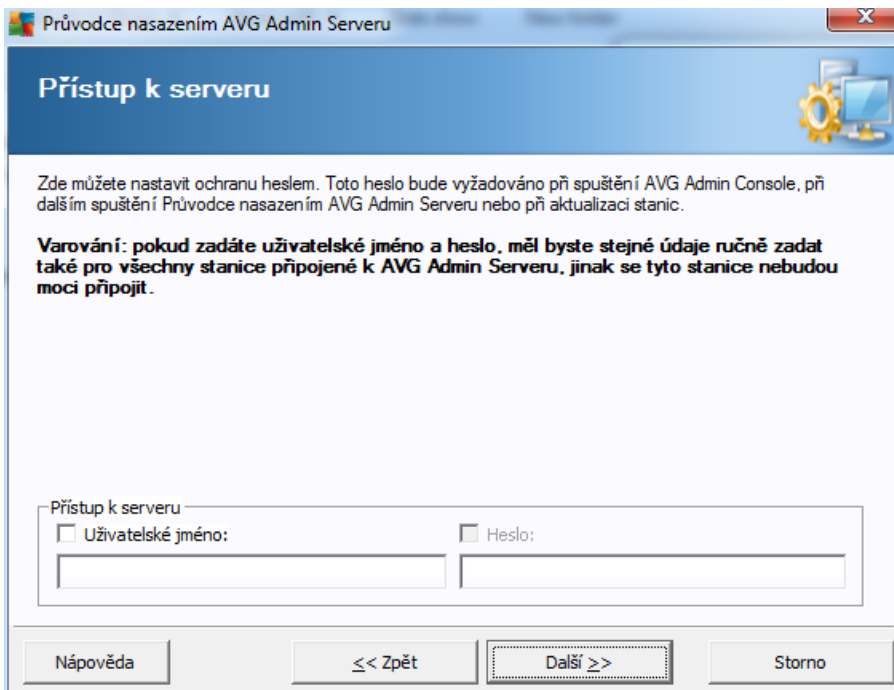 Průvodce nasazením AVG Admin Serveru
Přístup k serveru
Zde můžete nastavit ochranu heslem. Toto heslo bude vyžadováno při spuštění AVG Admin Console, při
dalším spuštění Průvodce nasazením AVG Admin Serveru nebo při aktualizaci stanic.
Varování: pokud zadáte uživatelské jméno a heslo, měl byste stejné údaje ručně zadat
také pro všechny stanice připojené k AVG Admin Serveru, jinak se tyto stanice nebudou
moci připojit.
Přístup k serveru
Uživatelské jméno: Heslo:
Nápověda << Zpět Další >> Storno